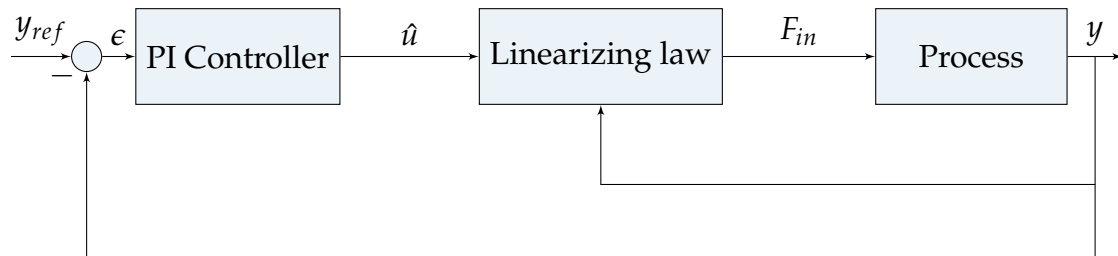 y_ref
ϵ
PI Controller
û
Linearizing law
F_in
Process
y
−